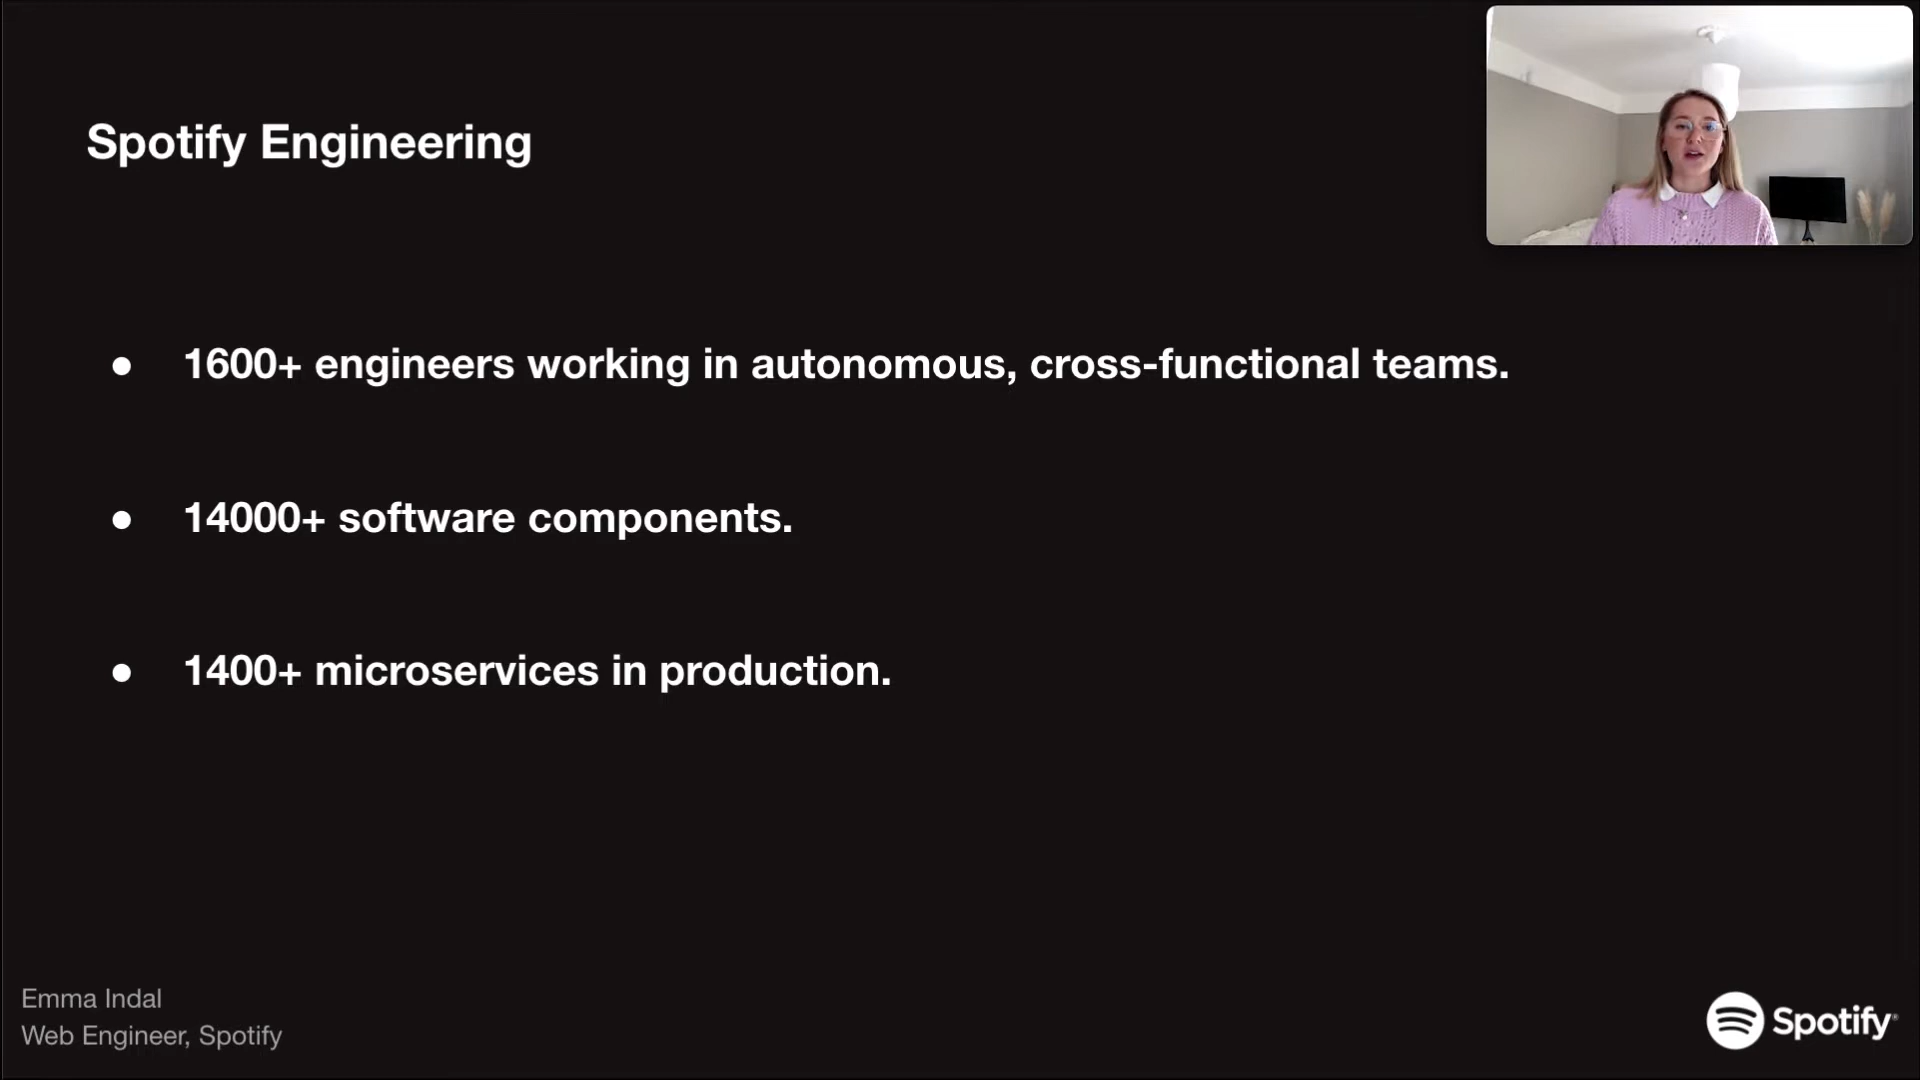 Spotify Engineering
● 1600+ engineers working in autonomous, cross-functional teams.
● 14000+ software components.
● 1400+ microservices in production.
Emma Indal
Web Engineer, Spotify
Spotify®